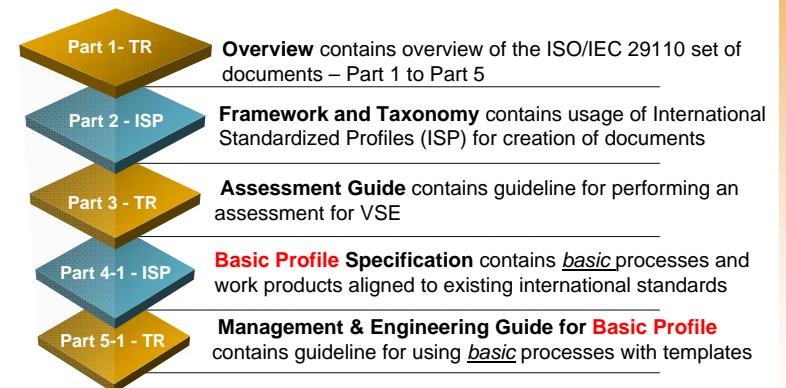 Part 1- TR
Overview contains overview of the ISO/IEC 29110 set of
documents – Part 1 to Part 5
Part 2 - ISP
Framework and Taxonomy contains usage of International
Standardized Profiles (ISP) for creation of documents
Part 3 - TR
Assessment Guide contains guideline for performing an
assessment for VSE
Part 4-1 - ISP
Basic Profile Specification contains basic processes and
work products aligned to existing international standards
Part 5-1 - TR
Management & Engineering Guide for Basic Profile
contains guideline for using basic processes with templates